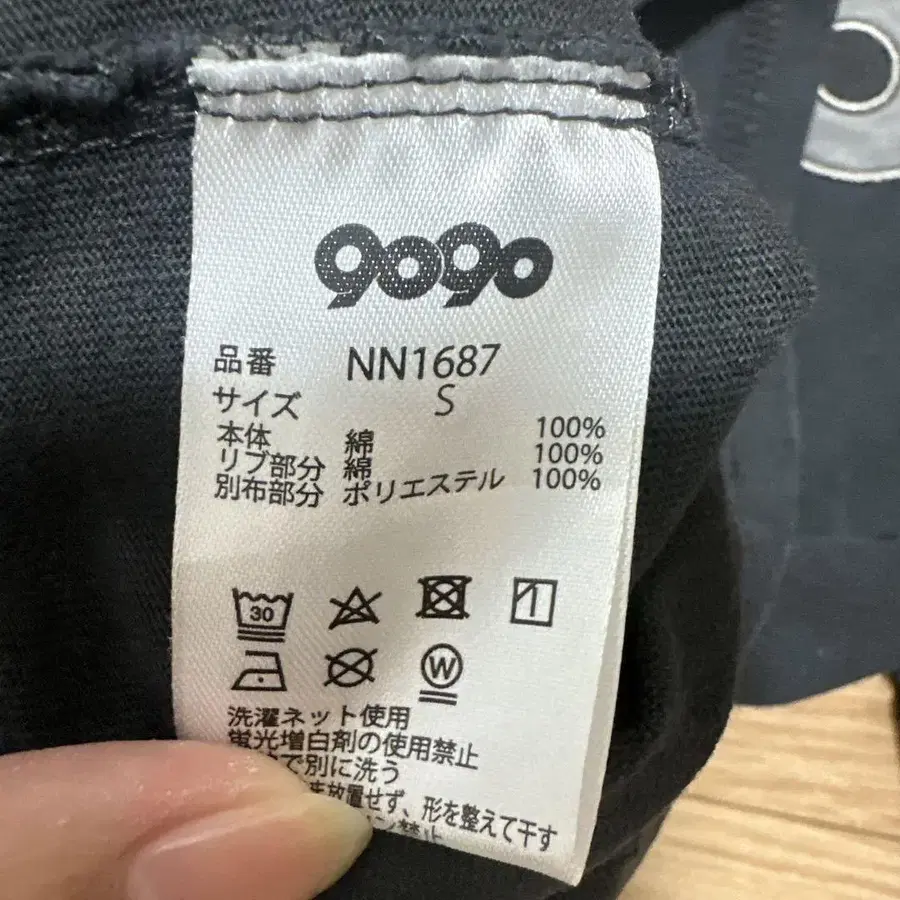 9090
品番 NN1687
サイズ S
本体 綿 100%
リブ部分 綿 100%
別布部分 ポリエステル 100%
30
W
洗濯ネット使用
蛍光増白剤の使用禁止
で別に洗う
放置せず、形を整えて干す
禁止